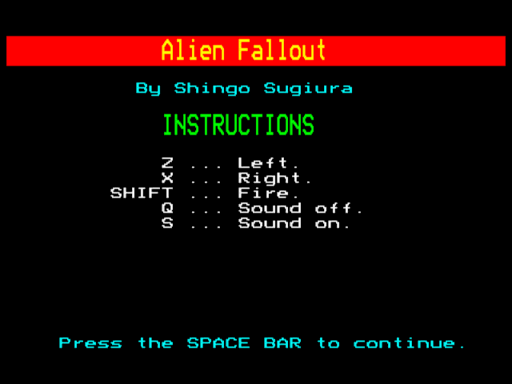 Alien Fallout
By Shingo Sugiura
INSTRUCTIONS
Z ... Left.
X ... Right.
SHIFT ... Fire.
Q ... Sound off.
S ... Sound on.
Press the SPACE BAR to continue.